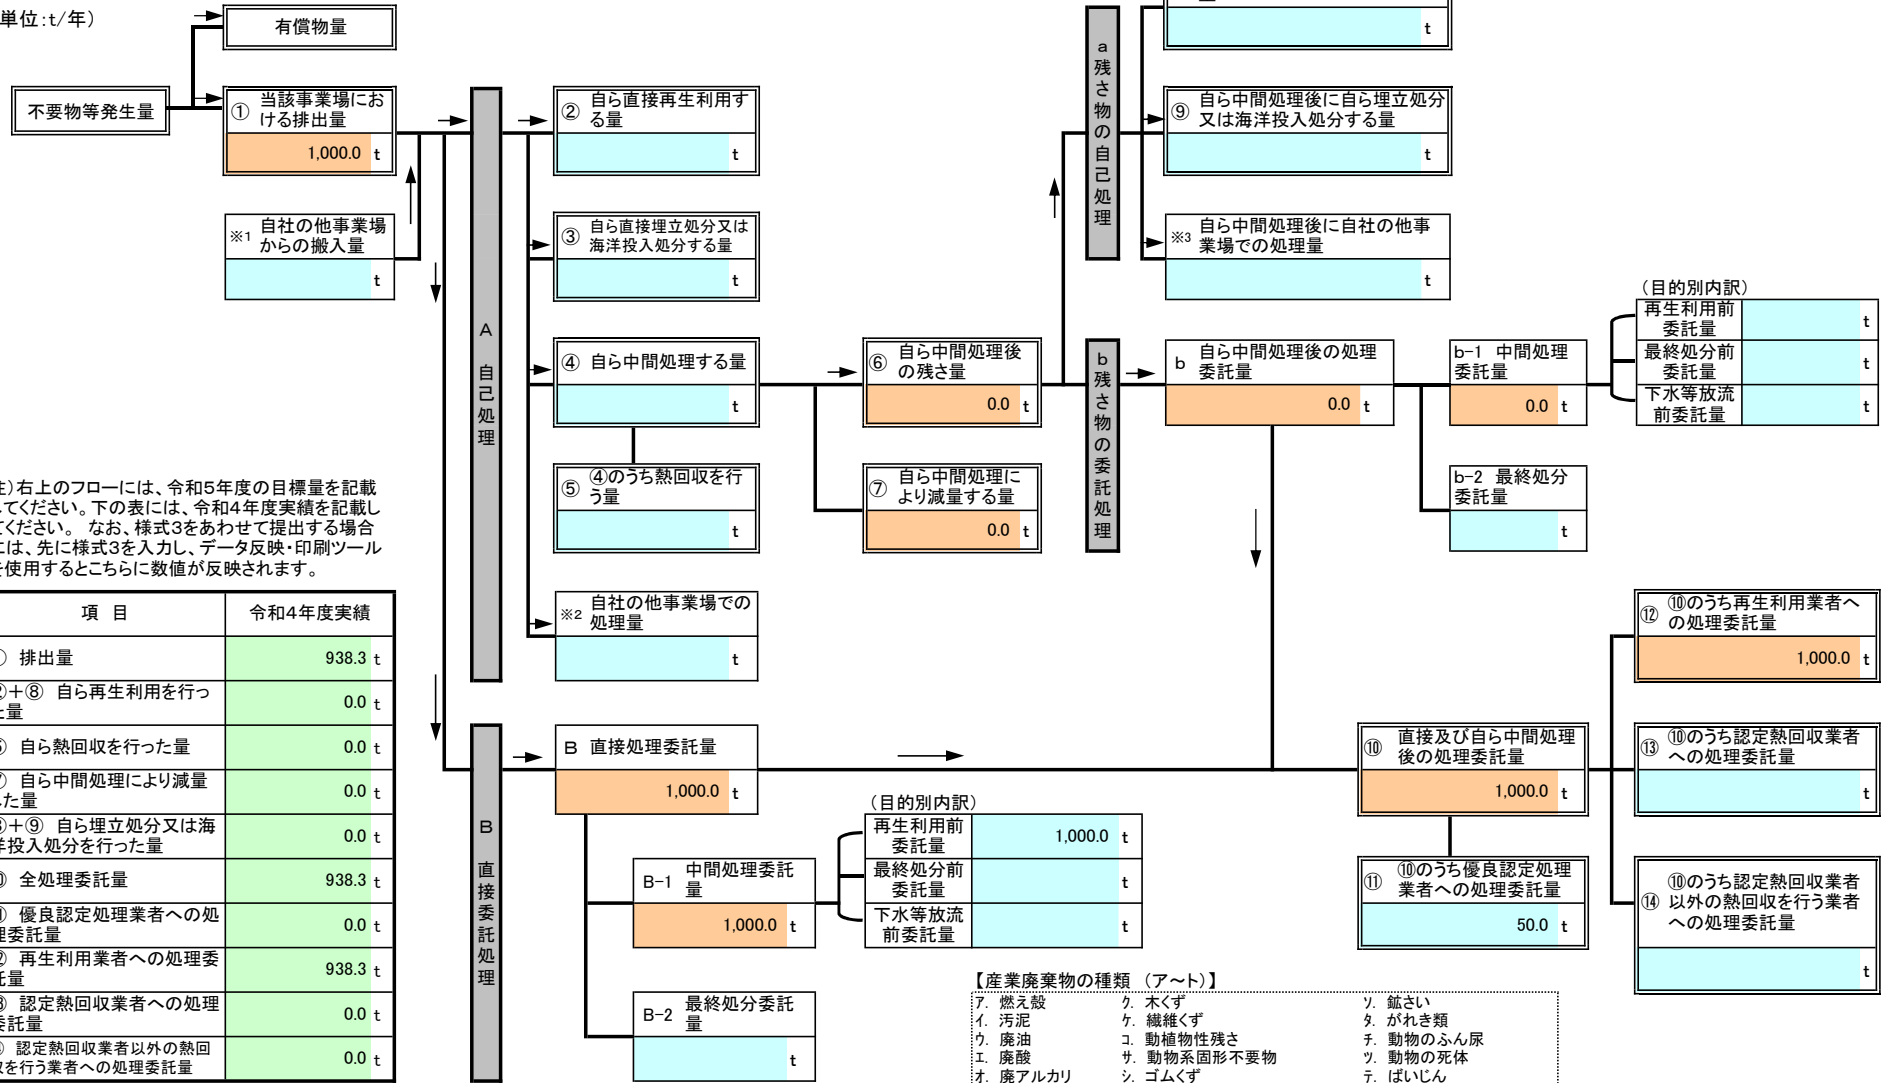 単位:t/年)
有償物量
不要物等発生量
① 当該事業場にお
ける排出量
1,000.0 t
※1 自社の他事業場
からの搬入量
t
A 自己処理
② 自ら直接再生利用す
る量
t
③ 自ら直接埋立処分又は
海洋投入処分する量
t
④ 自ら中間処理する量
t
⑤ ④のうち熱回収を行
う量
t
※2 自社の他事業場での
処理量
t
⑥ 自ら中間処理後
の残さ量
0.0 t
⑦ 自ら中間処理に
より減量する量
0.0 t
a 残さ物の自己処理
t
⑨ 自ら中間処理後に自ら埋立処分
又は海洋投入処分する量
t
※3 自ら中間処理後に自社の他事
業場での処理量
t
b 残さ物の委託処理
b 自ら中間処理後の処理
委託量
0.0 t
b-1 中間処理
委託量
0.0 t
b-2 最終処分
委託量
t
(目的別内訳)
再生利用前
委託量
t
最終処分前
委託量
t
下水等放流
前委託量
t
注)右上のフローには、令和5年度の目標量を記載
してください。下の表には、令和4年度実績を記載し
てください。 なお、様式3をあわせて提出する場合
には、先に様式3を入力し、データ反映・印刷ツール
を使用するとこちらに数値が反映されます。
項 目 令和4年度実績
排出量 938.3 t
②+⑧ 自ら再生利用を行っ
た量 0.0 t
自ら熱回収を行った量 0.0 t
自ら中間処理により減量
した量 0.0 t
③+⑨ 自ら埋立処分又は海
洋投入処分を行った量 0.0 t
全処理委託量 938.3 t
優良認定処理業者への処
理委託量 0.0 t
再生利用業者への処理委
託量 938.3 t
認定熱回収業者への処理
委託量 0.0 t
認定熱回収業者以外の熱回
収を行う業者への処理委託量 0.0 t
B 直接委託処理
B 直接処理委託量
1,000.0 t
B-1 中間処理委託
量
1,000.0 t
B-2 最終処分委託
量
t
(目的別内訳)
再生利用前
委託量
1,000.0 t
最終処分前
委託量
t
下水等放流
前委託量
t
⑩ 直接及び自ら中間処理
後の処理委託量
1,000.0 t
⑪ ⑩のうち優良認定処理
業者への処理委託量
50.0 t
⑫ ⑩のうち再生利用業者へ
の処理委託量
1,000.0 t
⑬ ⑩のうち認定熱回収業者
への処理委託量
t
⑭ ⑩のうち認定熱回収業者
以外の熱回収を行う業者
への処理委託量
t
【産業廃棄物の種類 (ア～ト)】
ア. 燃え殻 ク. 木くず ソ. 鉱さい
イ. 汚泥 ケ. 繊維くず タ. がれき類
ウ. 廃油 コ. 動植物性残さ チ. 動物のふん尿
エ. 廃酸 サ. 動物系固形不要物 ツ. 動物の死体
オ. 廃アルカリ シ. ゴムくず テ. ばいじん